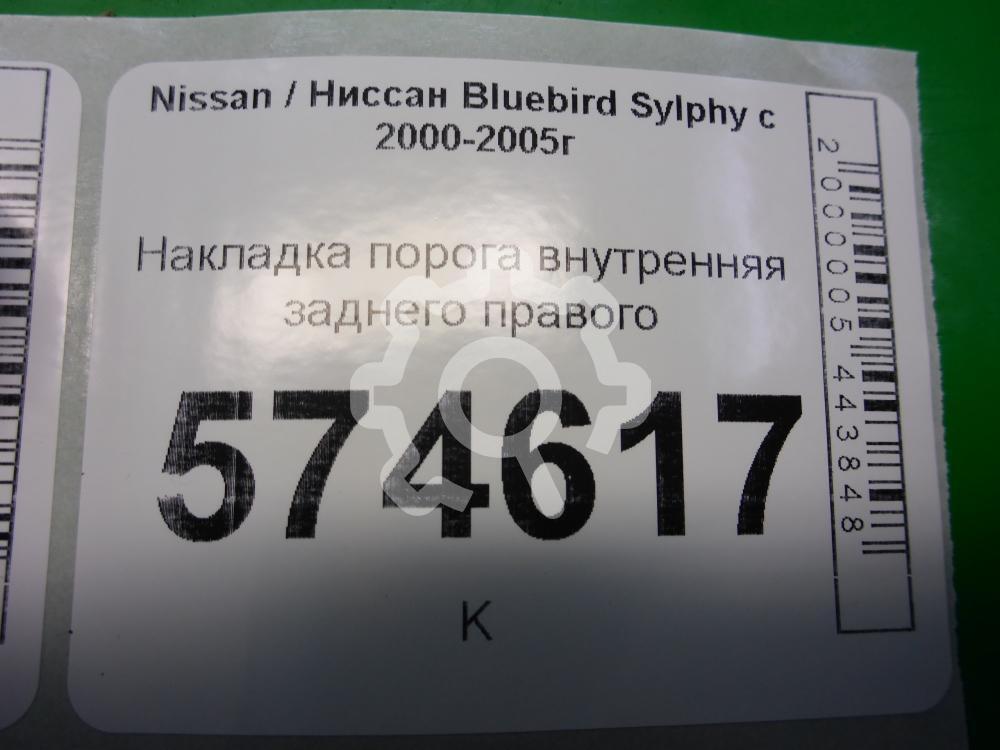 Nissan / Ниссан Bluebird Sylphy с
2000-2005г
Накладка порога внутренняя
заднего правого
574617
К
2000005443848